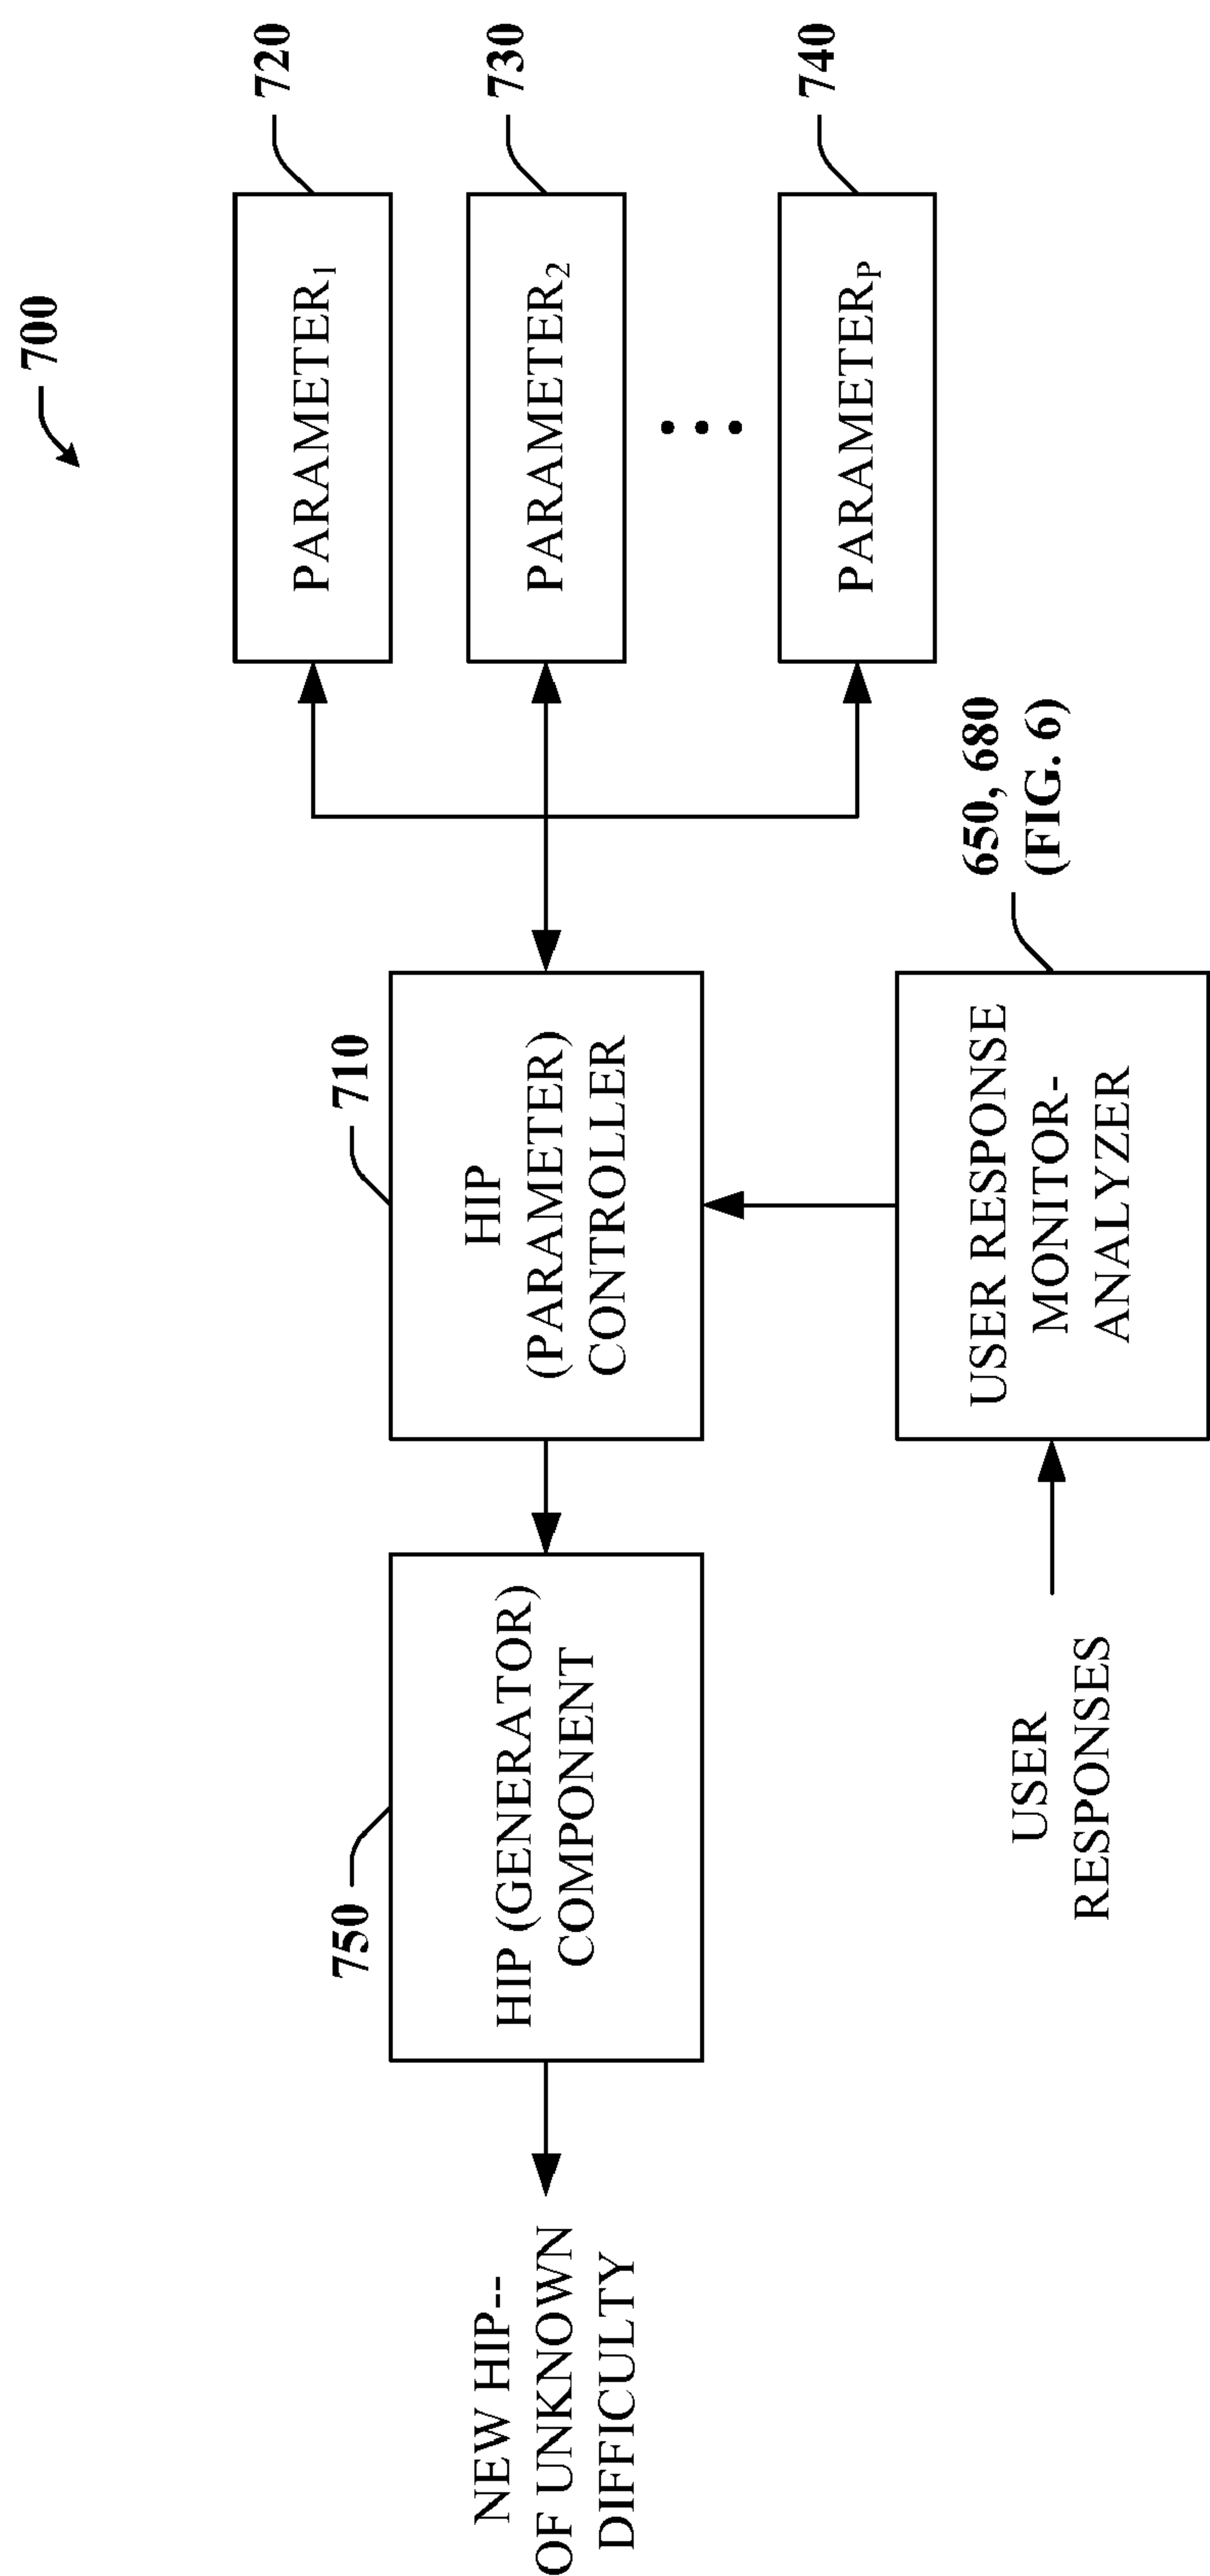 700
720
PARAMETER1
730
PARAMETER2
740
PARAMETERP
710
HIP
(PARAMETER)
CONTROLLER
750
HIP (GENERATOR)
COMPONENT
NEW HIP--
OF UNKNOWN
DIFFICULTY
650, 680
(FIG. 6)
USER RESPONSE
MONITOR-
ANALYZER
USER
RESPONSES